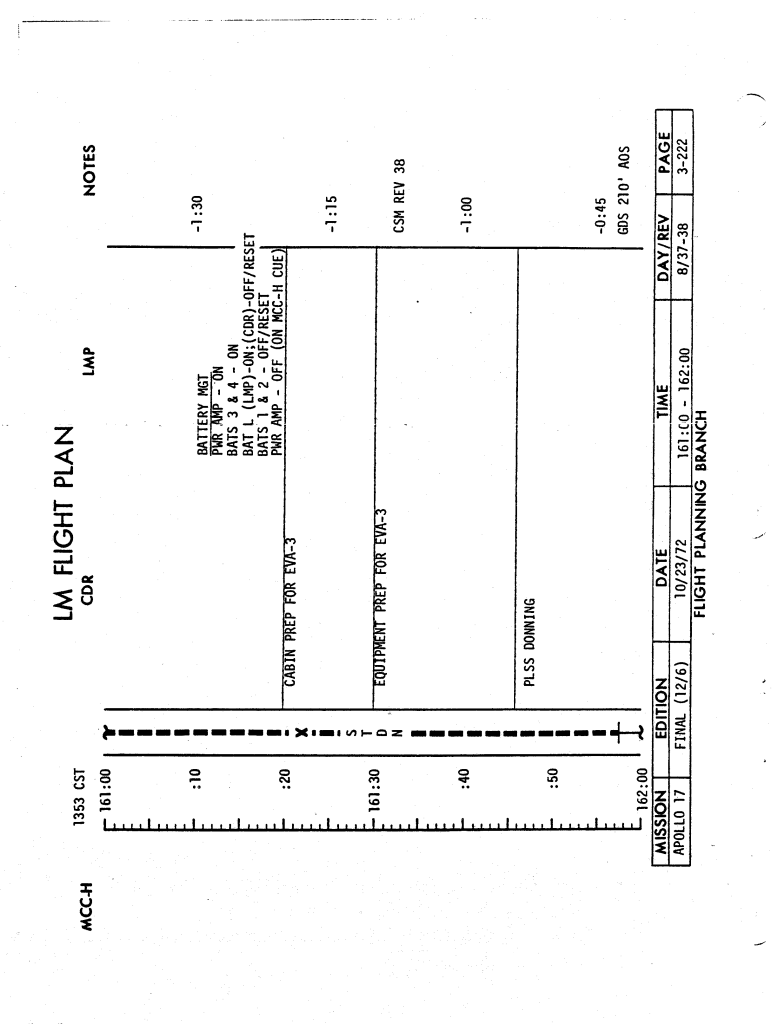 LM FLIGHT PLAN
MCC-H
1353 CST
CDR
LMP
NOTES
161:00
:10
:20
161:30
:40
:50
162:00
X
S
T
D
N
BATTERY MGT
PWR AMP - ON
BATS 3 & 4 - ON
BAT L (LMP)-ON;(CDR)-OFF/RESET
BATS 1 & 2 - OFF/RESET
PWR AMP - OFF (ON MCC-H CUE)
CABIN PREP FOR EVA-3
EQUIPMENT PREP FOR EVA-3
PLSS DONNING
-1:30
-1:15
CSM REV 38
-1:00
-0:45
GDS 210' AOS
MISSION EDITION DATE TIME DAY/REV PAGE
APOLLO 17 FINAL (12/6) 10/23/72 161:00 - 162:00 8/37-38 3-222
FLIGHT PLANNING BRANCH